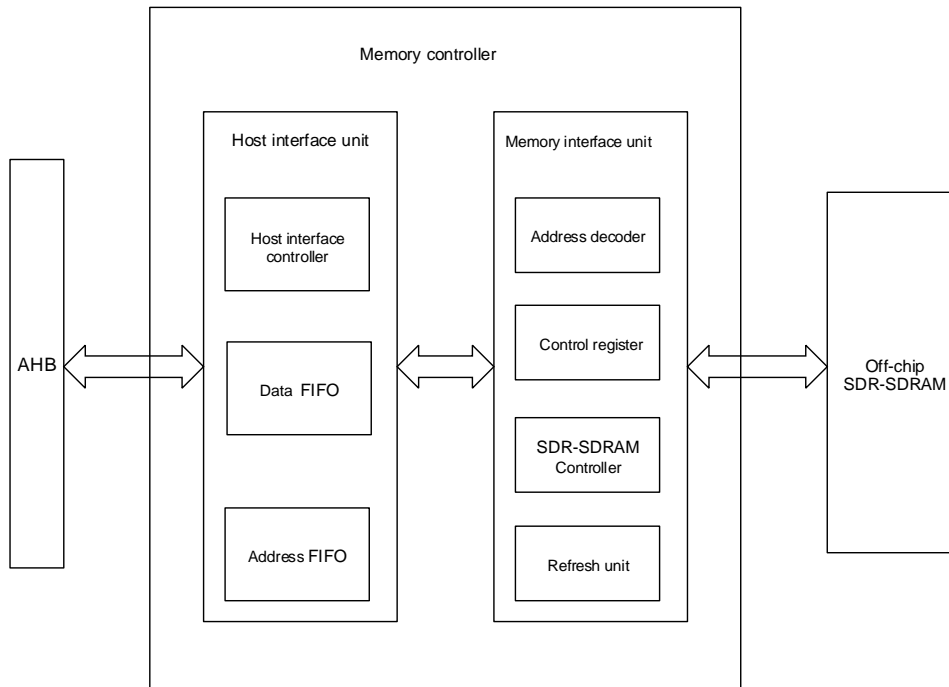 Memory controller
Host interface unit
Host interface
controller
Data FIFO
Address FIFO
Memory interface unit
Address decoder
Control register
SDR-SDRAM
Controller
Refresh unit
AHB
Off-chip
SDR-SDRAM